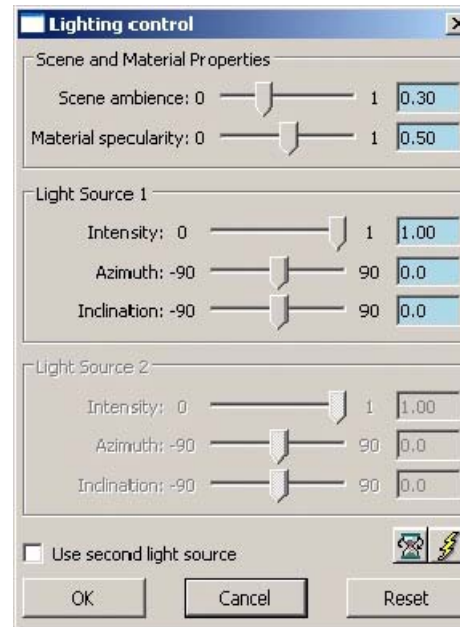 Lighting control
Scene and Material Properties
Scene ambience: 0 1 0.30
Material specularity: 0 1 0.50
Light Source 1
Intensity: 0 1 1.00
Azimuth: -90 90 0.0
Inclination: -90 90 0.0
Light Source 2
Intensity: 0 1 1.00
Azimuth: -90 90 0.0
Inclination: -90 90 0.0
Use second light source
OK Cancel Reset